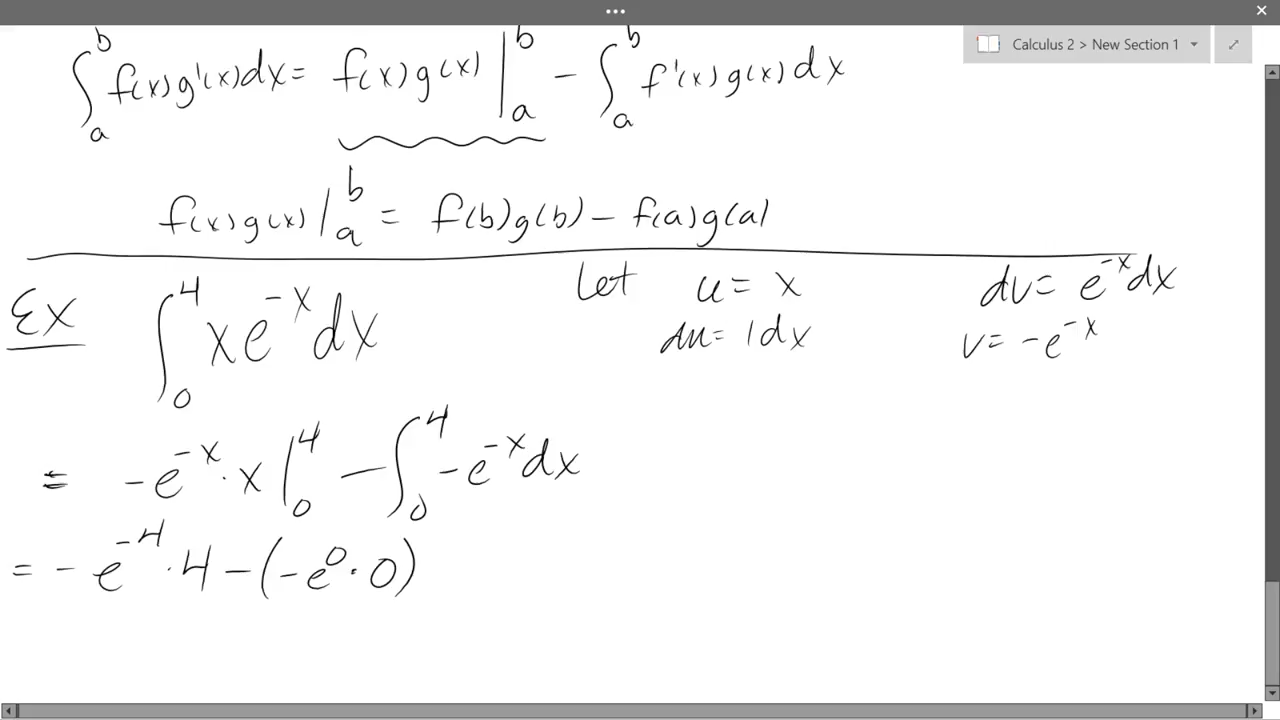 Calculus 2 > New Section 1
∫_a^b f(x)g'(x)dx = f(x)g(x) |_a^b - ∫_a^b f'(x)g(x)dx
f(x)g(x) |_a^b = f(b)g(b) - f(a)g(a)
Ex ∫_0^4 xe^{-x}dx Let u = x dv = e^{-x}dx
du = 1dx v = -e^{-x}
= -e^{-x}·x |_0^4 - ∫_0^4 -e^{-x}dx
= -e^{-4}·4 - (-e^0·0)